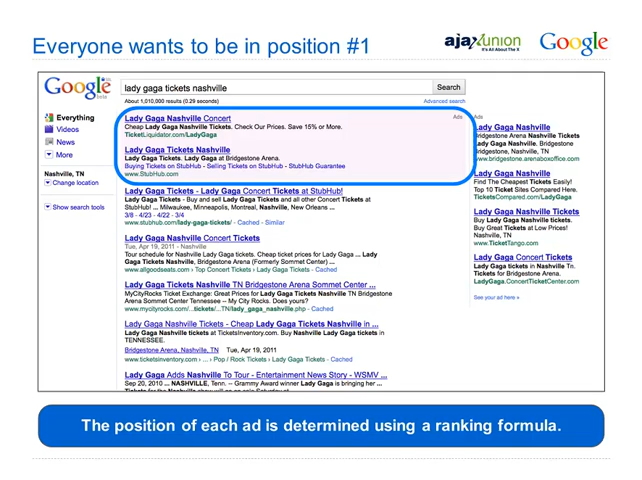 Everyone wants to be in position #1
ajaxunion
It's All About The X
Google
Google
lady gaga tickets nashville
Search
About 1,010,000 results (0.29 seconds)
Advanced search
Everything
Videos
News
More
Nashville, TN
Change location
Show search tools
Lady Gaga Nashville Concert
Ads
Cheap Lady Gaga Nashville Tickets. Check Our Prices. Save 15% or More.
TicketLiquidator.com/LadyGaga
Lady Gaga Tickets Nashville
Lady Gaga Tickets. Lady Gaga at Bridgestone Arena.
Buying Tickets on StubHub - Selling Tickets on StubHub - StubHub Guarantee
www.StubHub.com
Lady Gaga Tickets - Lady Gaga Concert Tickets at StubHub!
Lady Gaga Tickets - Buy and sell Lady Gaga Tickets and all other Concert Tickets at
StubHub! ... Milwaukee, Minneapolis, Montreal, Nashville, New Orleans ...
3/8 - 4/23 - 4/22 - 3/4
www.stubhub.com/lady-gaga-tickets/ - Cached - Similar
Lady Gaga Nashville Concert Tickets
Tue, Apr 19, 2011 - Nashville
Tour schedule for Nashville Lady Gaga tickets. Cheap ticket prices for Lady Gaga ... Lady
Gaga Tickets Nashville, Bridgestone Arena (Formerly Sommet Center) ...
www.allgoodseats.com › Top Concert Tickets › Lady Gaga Tickets - Cached
Lady Gaga Tickets Nashville TN Bridgestone Arena Sommet Center ...
MyCityRocks Ticket Exchange: Great Prices for Lady Gaga Tickets Nashville TN Bridgestone
Arena Sommet Center Tennessee -- My City Rocks. Does yours?
www.mycityrocks.com/...tickets/...TN/lady_gaga_nashville.php - Cached
Lady Gaga Nashville Tickets - Cheap Lady Gaga Tickets Nashville in ...
Lady Gaga Nashville tickets at TicketsInventory.com! Buy Nashville Lady Gaga tickets in
TENNESSEE.
Bridgestone Arena, Nashville, TN Tue, Apr 19, 2011
www.ticketsinventory.com › ... › Pop / Rock Tickets › Lady Gaga Tickets - Cached
Lady Gaga Adds Nashville To Tour - Entertainment News Story - WSMV ...
Sep 20, 2010 ... NASHVILLE, Tenn. -- Grammy Award winner Lady Gaga is bringing her ...
Ads
Lady Gaga Nashville
Bridgestone Arena Nashville Tickets
Bridgestone, Nashville, TN
www.bridgestone.arenaboxoffice.com
Lady Gaga Nashville
Find The Cheapest Tickets Easily!
Top 10 Ticket Sites Compared Here.
TicketsCompared.com/LadyGaga
Lady Gaga Nashville Tickets
Buy Lady Gaga Nashville tickets.
Buy Great Tickets at Low Prices!
Nashville, TN
www.TicketTango.com
Lady Gaga Concert Tickets
Lady Gaga tickets in Nashville Tn.
Tickets for Bridgestone Arena.
LadyGaga.ConcertTicketCenter.com
See your ad here »
The position of each ad is determined using a ranking formula.